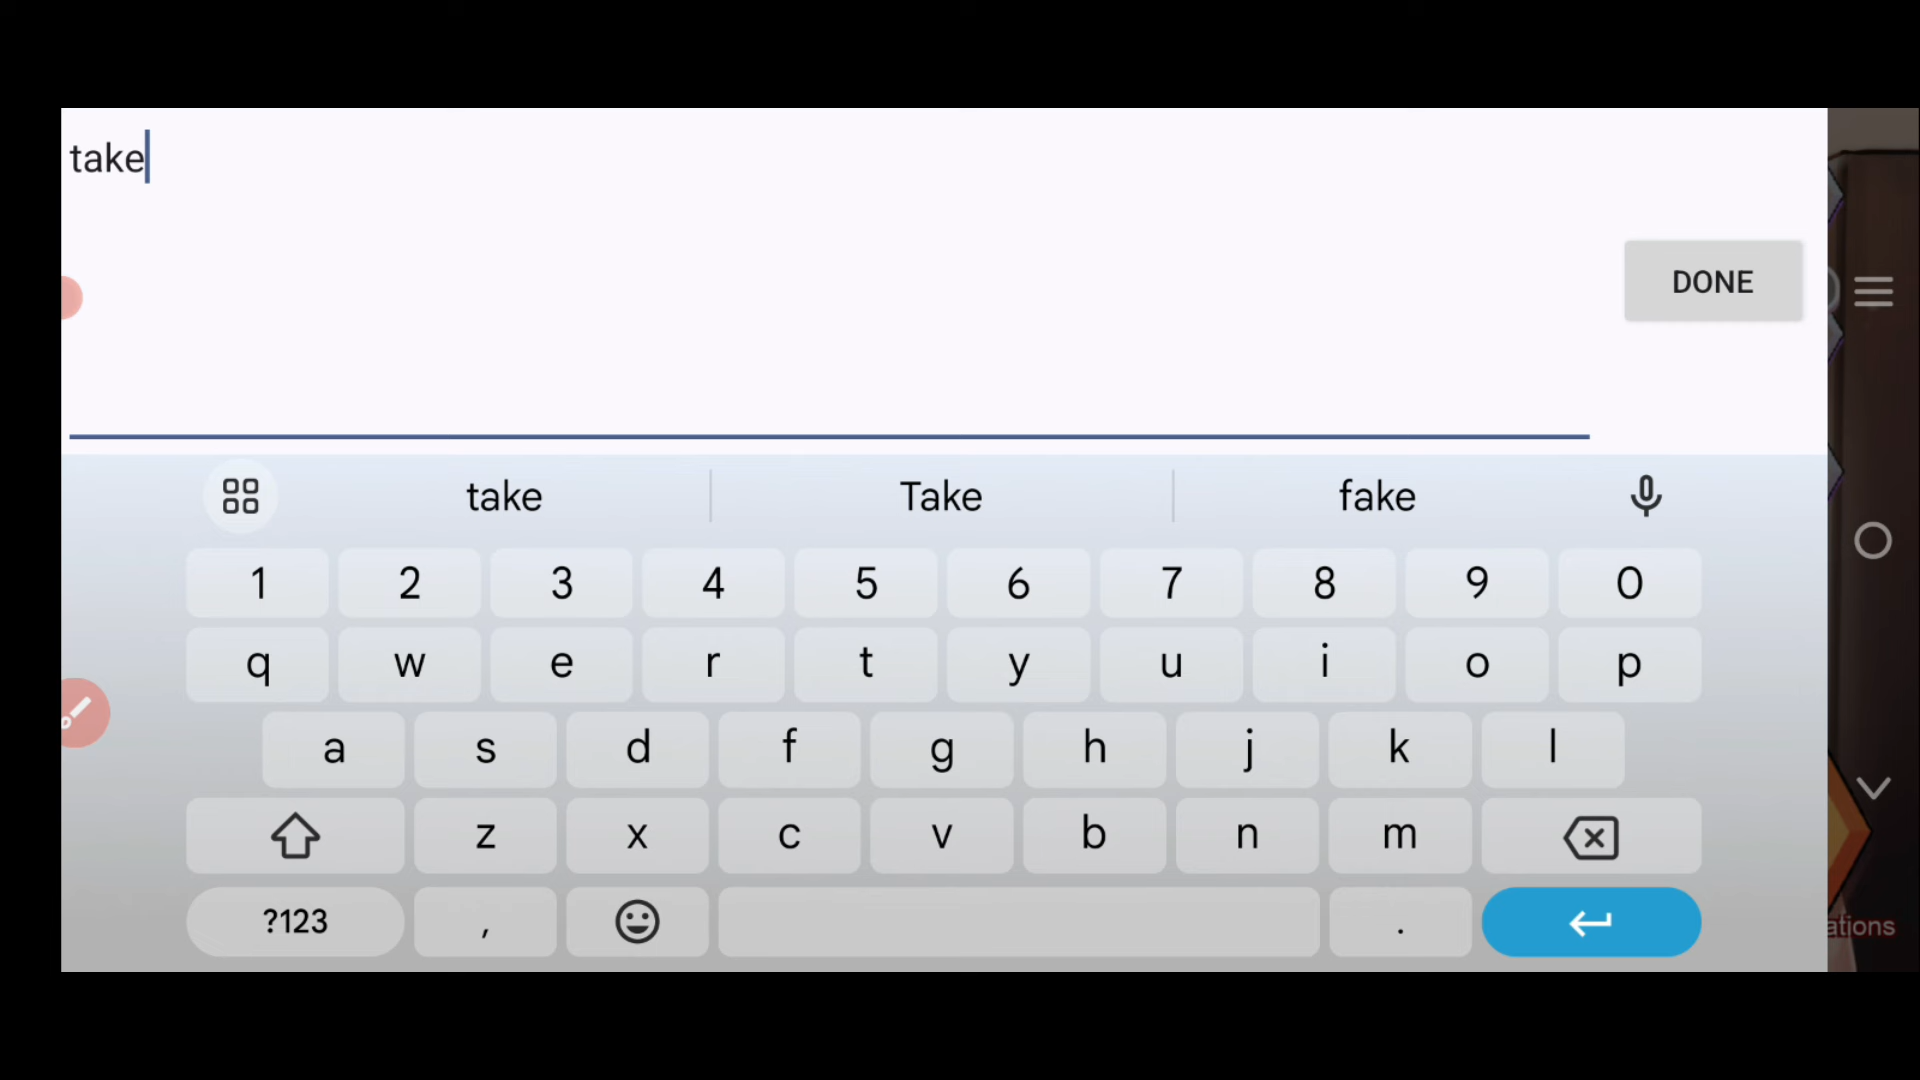 take
DONE
take Take fake
1 2 3 4 5 6 7 8 9 0
q w e r t y u i o p
a s d f g h j k l
z x c v b n m
?123 , .
ations